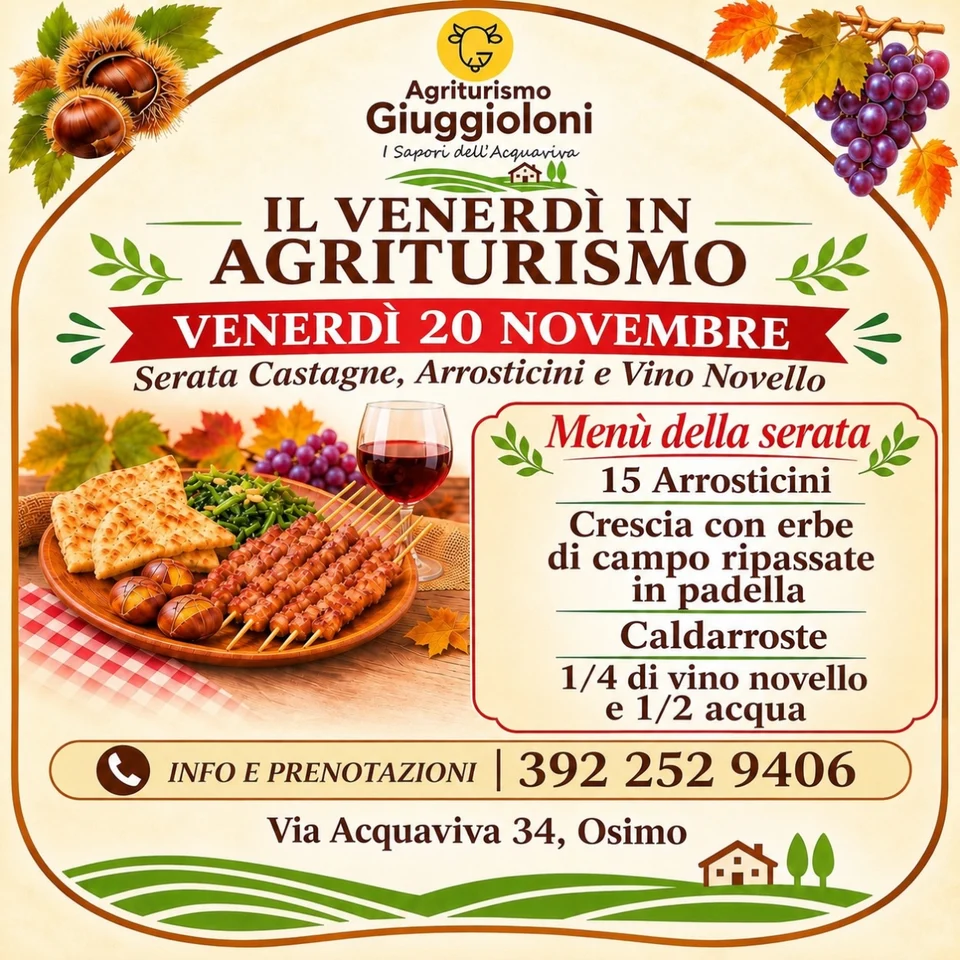 Agriturismo
Giuggioloni
I Sapori dell'Acquaviva
IL VENERDÌ IN
AGRITURISMO
VENERDÌ 20 NOVEMBRE
Serata Castagne, Arrosticini e Vino Novello
Menù della serata
15 Arrosticini
Crescia con erbe
di campo ripassate
in padella
Caldarroste
1/4 di vino novello
e 1/2 acqua
INFO E PRENOTAZIONI | 392 252 9406
Via Acquaviva 34, Osimo